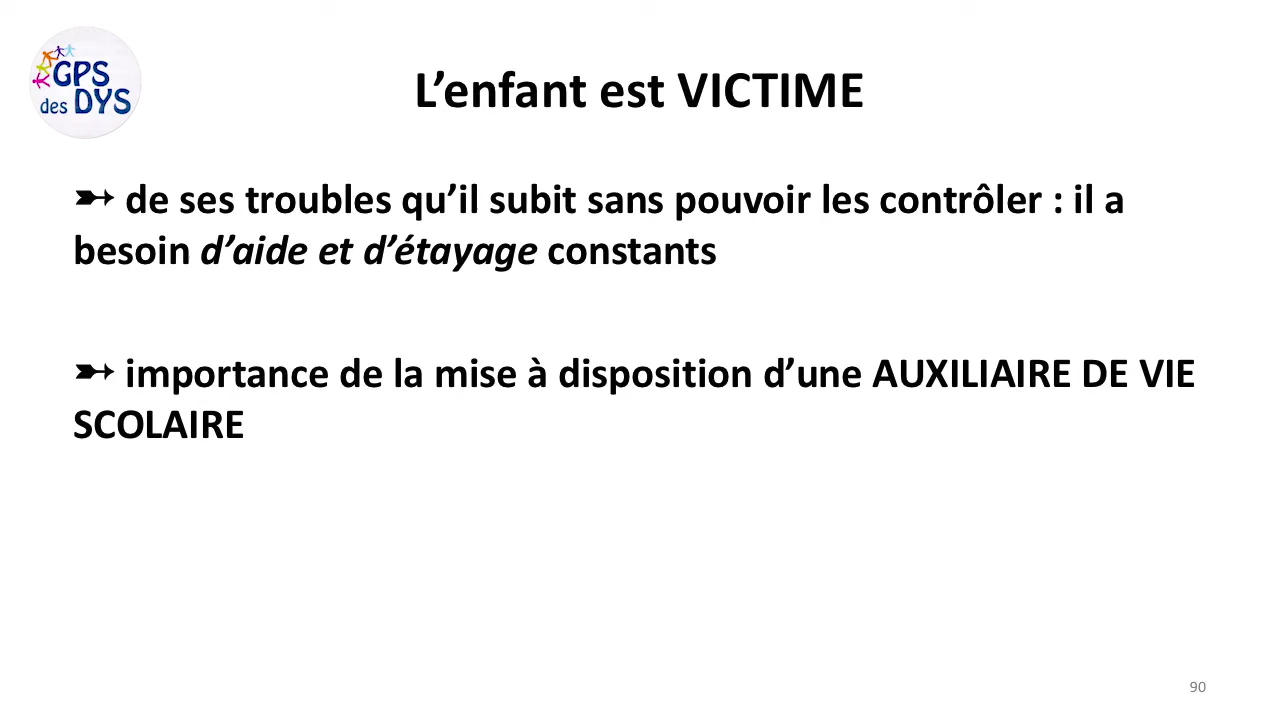 GPS
des DYS
L’enfant est VICTIME
➼ de ses troubles qu’il subit sans pouvoir les contrôler : il a
besoin d’aide et d’étayage constants
➼ importance de la mise à disposition d’une AUXILIAIRE DE VIE
SCOLAIRE
90